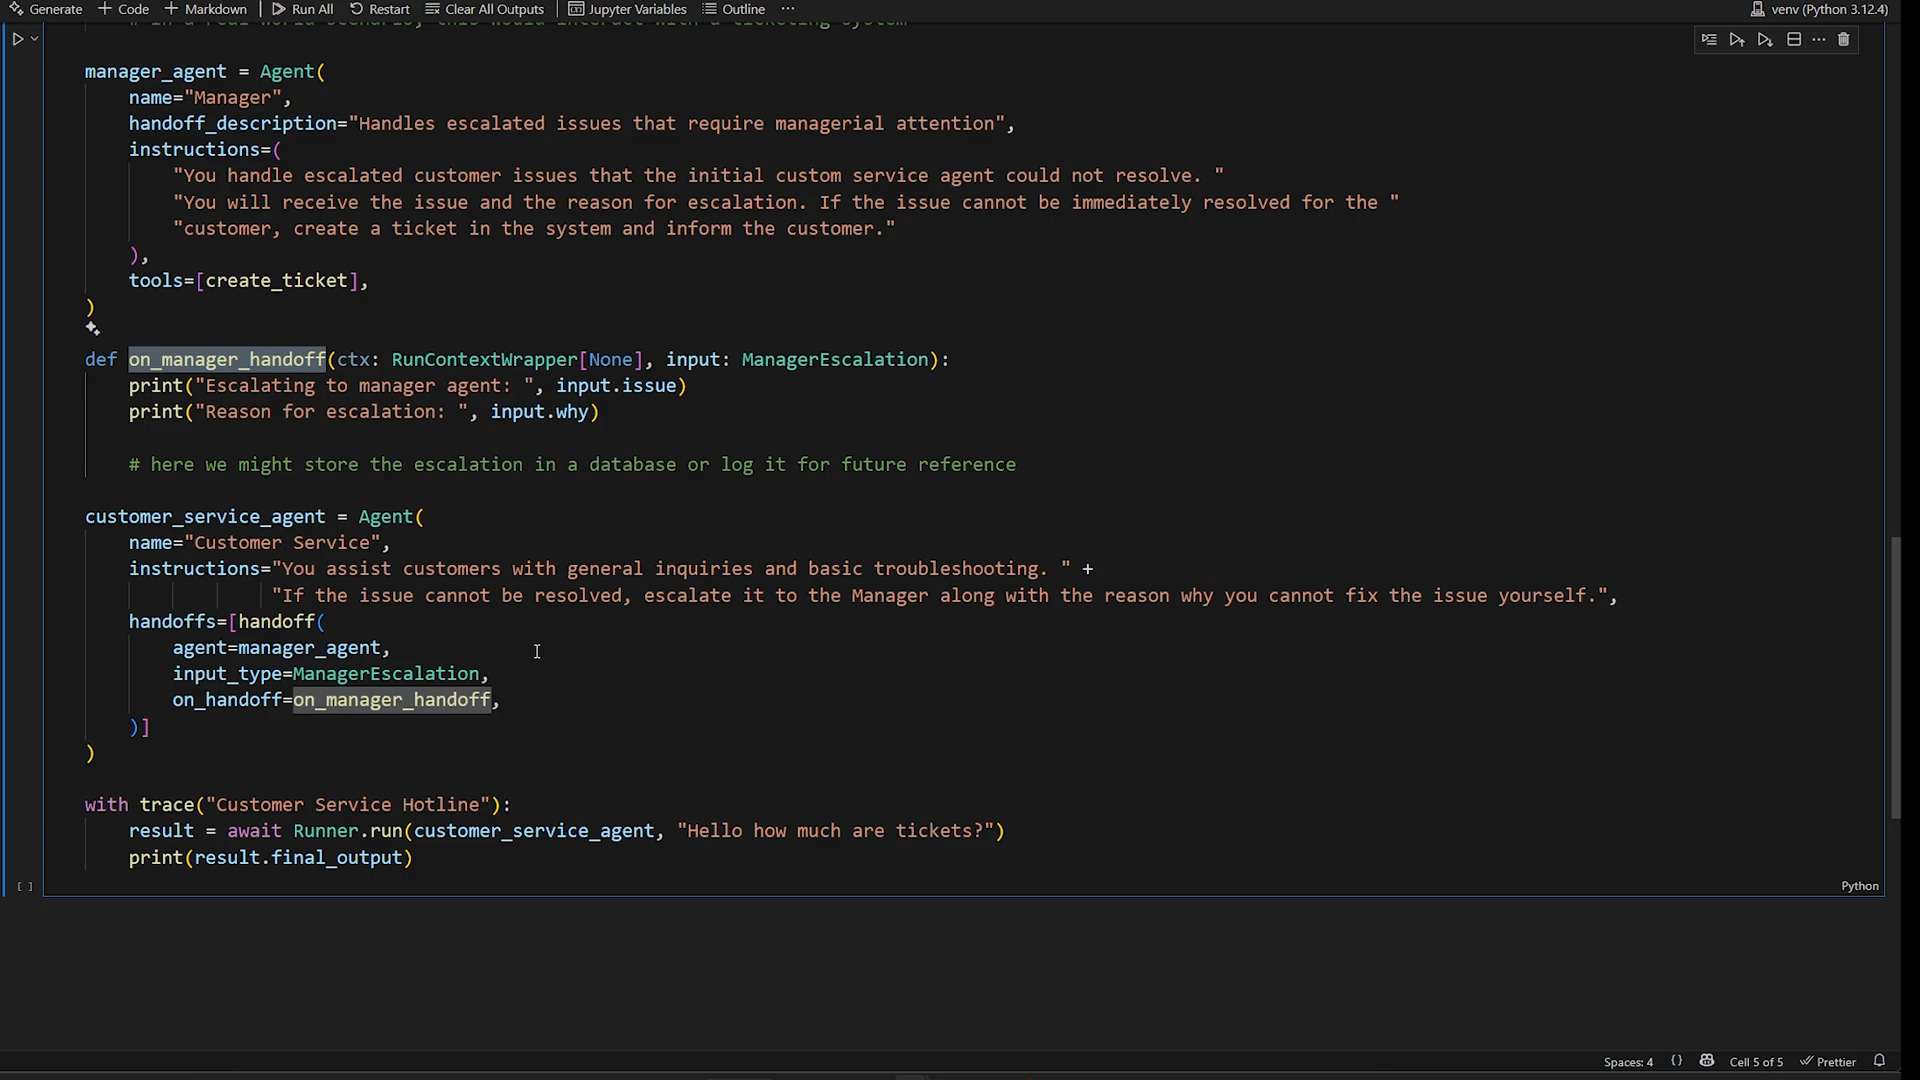 Generate + Code + Markdown | Run All Restart Clear All Outputs | Jupyter Variables Outline ···
venv (Python 3.12.4)
manager_agent = Agent(
    name="Manager",
    handoff_description="Handles escalated issues that require managerial attention",
    instructions=(
        "You handle escalated customer issues that the initial custom service agent could not resolve. "
        "You will receive the issue and the reason for escalation. If the issue cannot be immediately resolved for the "
        "customer, create a ticket in the system and inform the customer."
    ),
    tools=[create_ticket],
)
def on_manager_handoff(ctx: RunContextWrapper[None], input: ManagerEscalation):
    print("Escalating to manager agent: ", input.issue)
    print("Reason for escalation: ", input.why)
    # here we might store the escalation in a database or log it for future reference
customer_service_agent = Agent(
    name="Customer Service",
    instructions="You assist customers with general inquiries and basic troubleshooting. " +
                 "If the issue cannot be resolved, escalate it to the Manager along with the reason why you cannot fix the issue yourself.",
    handoffs=[handoff(
        agent=manager_agent,
        input_type=ManagerEscalation,
        on_handoff=on_manager_handoff,
    )]
)
with trace("Customer Service Hotline"):
    result = await Runner.run(customer_service_agent, "Hello how much are tickets?")
    print(result.final_output)
[ ]
Python
Spaces: 4 {} Cell 5 of 5 Prettier